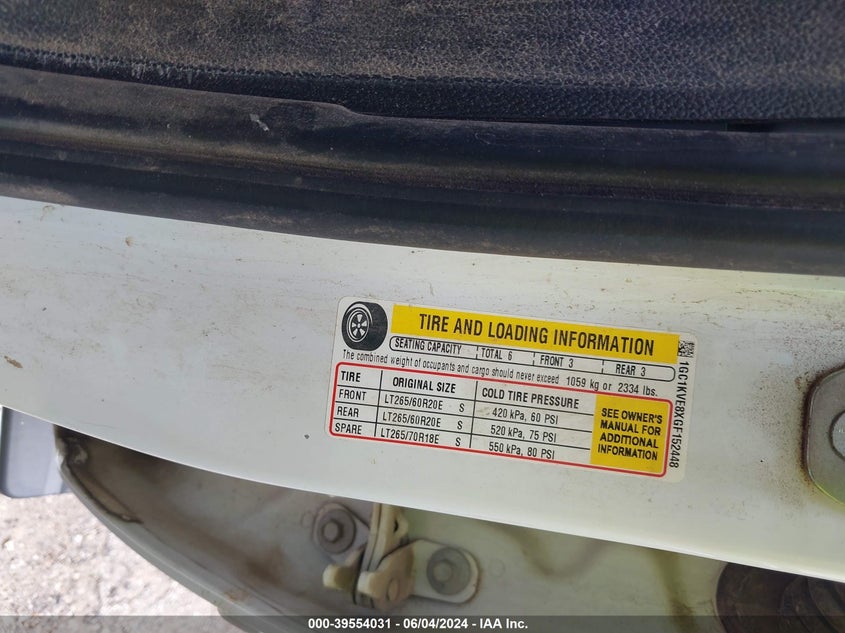 TIRE AND LOADING INFORMATION
SEATING CAPACITY TOTAL 6 FRONT 3 REAR 3
The combined weight of occupants and cargo should never exceed 1059 kg or 2334 lbs.
TIRE ORIGINAL SIZE COLD TIRE PRESSURE
FRONT LT265/60R20E S 420 kPa, 60 PSI
REAR LT265/60R20E S 520 kPa, 75 PSI
SPARE LT265/70R18E S 550 kPa, 80 PSI
SEE OWNER'S
MANUAL FOR
ADDITIONAL
INFORMATION
1GC1KVE8XGF152448
000-39554031 - 06/04/2024 - IAA Inc.